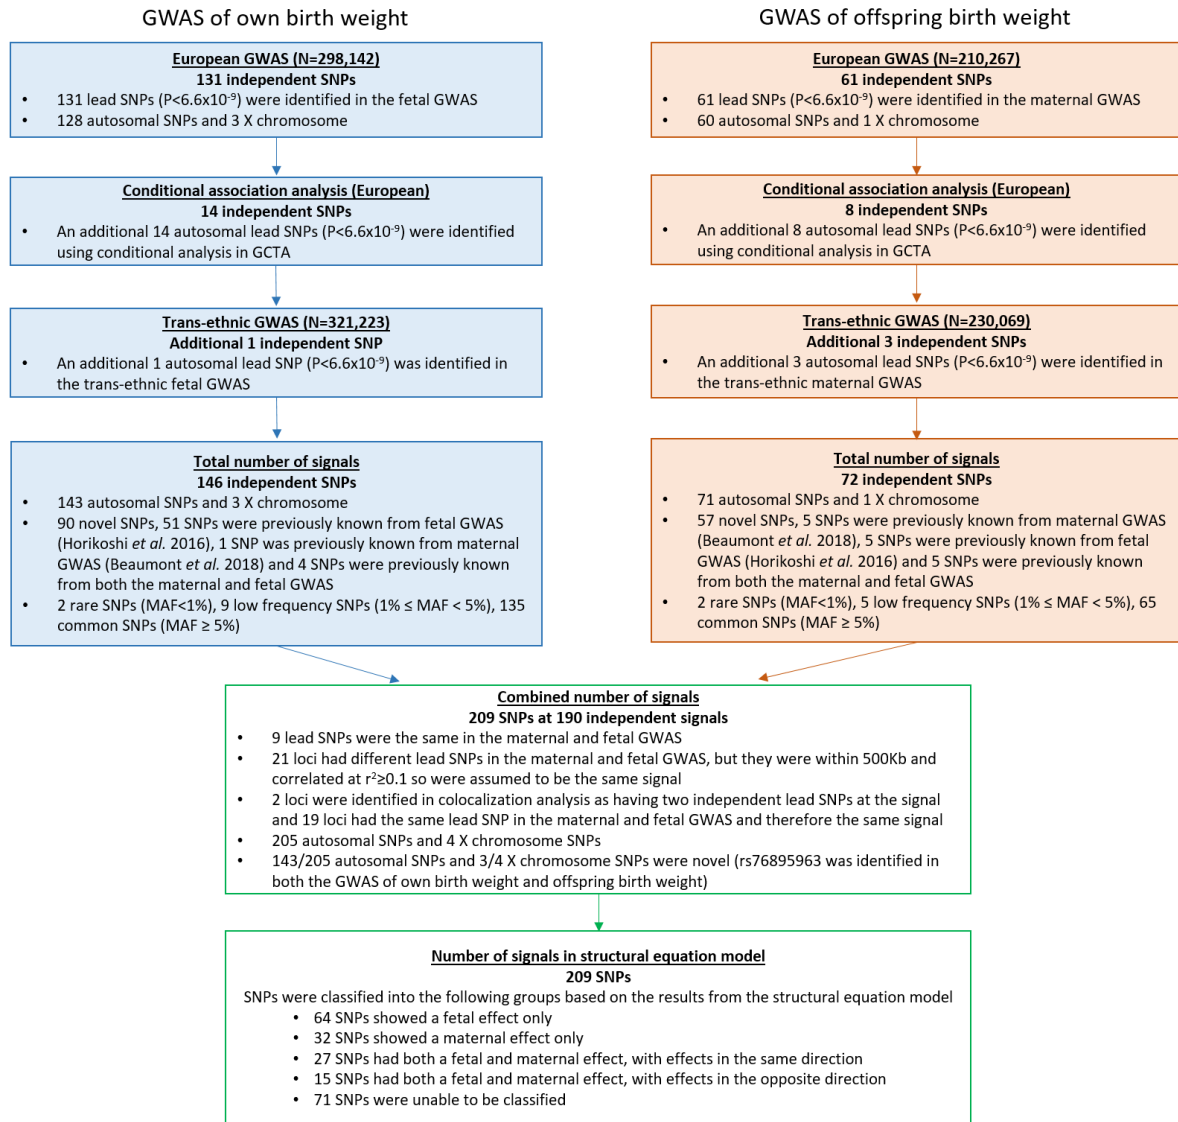 GWAS of own birth weight
European GWAS (N=298,142)
131 independent SNPs
• 131 lead SNPs (P<6.6x10⁻⁹) were identified in the fetal GWAS
• 128 autosomal SNPs and 3 X chromosome
Conditional association analysis (European)
14 independent SNPs
• An additional 14 autosomal lead SNPs (P<6.6x10⁻⁹) were identified
using conditional analysis in GCTA
Trans-ethnic GWAS (N=321,223)
Additional 1 independent SNP
• An additional 1 autosomal lead SNP (P<6.6x10⁻⁹) was identified in
the trans-ethnic fetal GWAS
Total number of signals
146 independent SNPs
• 143 autosomal SNPs and 3 X chromosome
• 90 novel SNPs, 51 SNPs were previously known from fetal GWAS
(Horikoshi et al. 2016), 1 SNP was previously known from maternal
GWAS (Beaumont et al. 2018) and 4 SNPs were previously known
from both the maternal and fetal GWAS
• 2 rare SNPs (MAF<1%), 9 low frequency SNPs (1% ≤ MAF < 5%), 135
common SNPs (MAF ≥ 5%)
GWAS of offspring birth weight
European GWAS (N=210,267)
61 independent SNPs
• 61 lead SNPs (P<6.6x10⁻⁹) were identified in the maternal GWAS
• 60 autosomal SNPs and 1 X chromosome
Conditional association analysis (European)
8 independent SNPs
• An additional 8 autosomal lead SNPs (P<6.6x10⁻⁹) were identified
using conditional analysis in GCTA
Trans-ethnic GWAS (N=230,069)
Additional 3 independent SNPs
• An additional 3 autosomal lead SNPs (P<6.6x10⁻⁹) were identified in
the trans-ethnic maternal GWAS
Total number of signals
72 independent SNPs
• 71 autosomal SNPs and 1 X chromosome
• 57 novel SNPs, 5 SNPs were previously known from maternal GWAS
(Beaumont et al. 2018), 5 SNPs were previously known from fetal
GWAS (Horikoshi et al. 2016) and 5 SNPs were previously known
from both the maternal and fetal GWAS
• 2 rare SNPs (MAF<1%), 5 low frequency SNPs (1% ≤ MAF < 5%), 65
common SNPs (MAF ≥ 5%)
Combined number of signals
209 SNPs at 190 independent signals
• 9 lead SNPs were the same in the maternal and fetal GWAS
• 21 loci had different lead SNPs in the maternal and fetal GWAS, but they were within 500Kb and
correlated at r²≥0.1 so were assumed to be the same signal
• 2 loci were identified in colocalization analysis as having two independent lead SNPs at the signal
and 19 loci had the same lead SNP in the maternal and fetal GWAS and therefore the same signal
• 205 autosomal SNPs and 4 X chromosome SNPs
• 143/205 autosomal SNPs and 3/4 X chromosome SNPs were novel (rs76895963 was identified in
both the GWAS of own birth weight and offspring birth weight)
Number of signals in structural equation model
209 SNPs
SNPs were classified into the following groups based on the results from the structural equation model
• 64 SNPs showed a fetal effect only
• 32 SNPs showed a maternal effect only
• 27 SNPs had both a fetal and maternal effect, with effects in the same direction
• 15 SNPs had both a fetal and maternal effect, with effects in the opposite direction
• 71 SNPs were unable to be classified